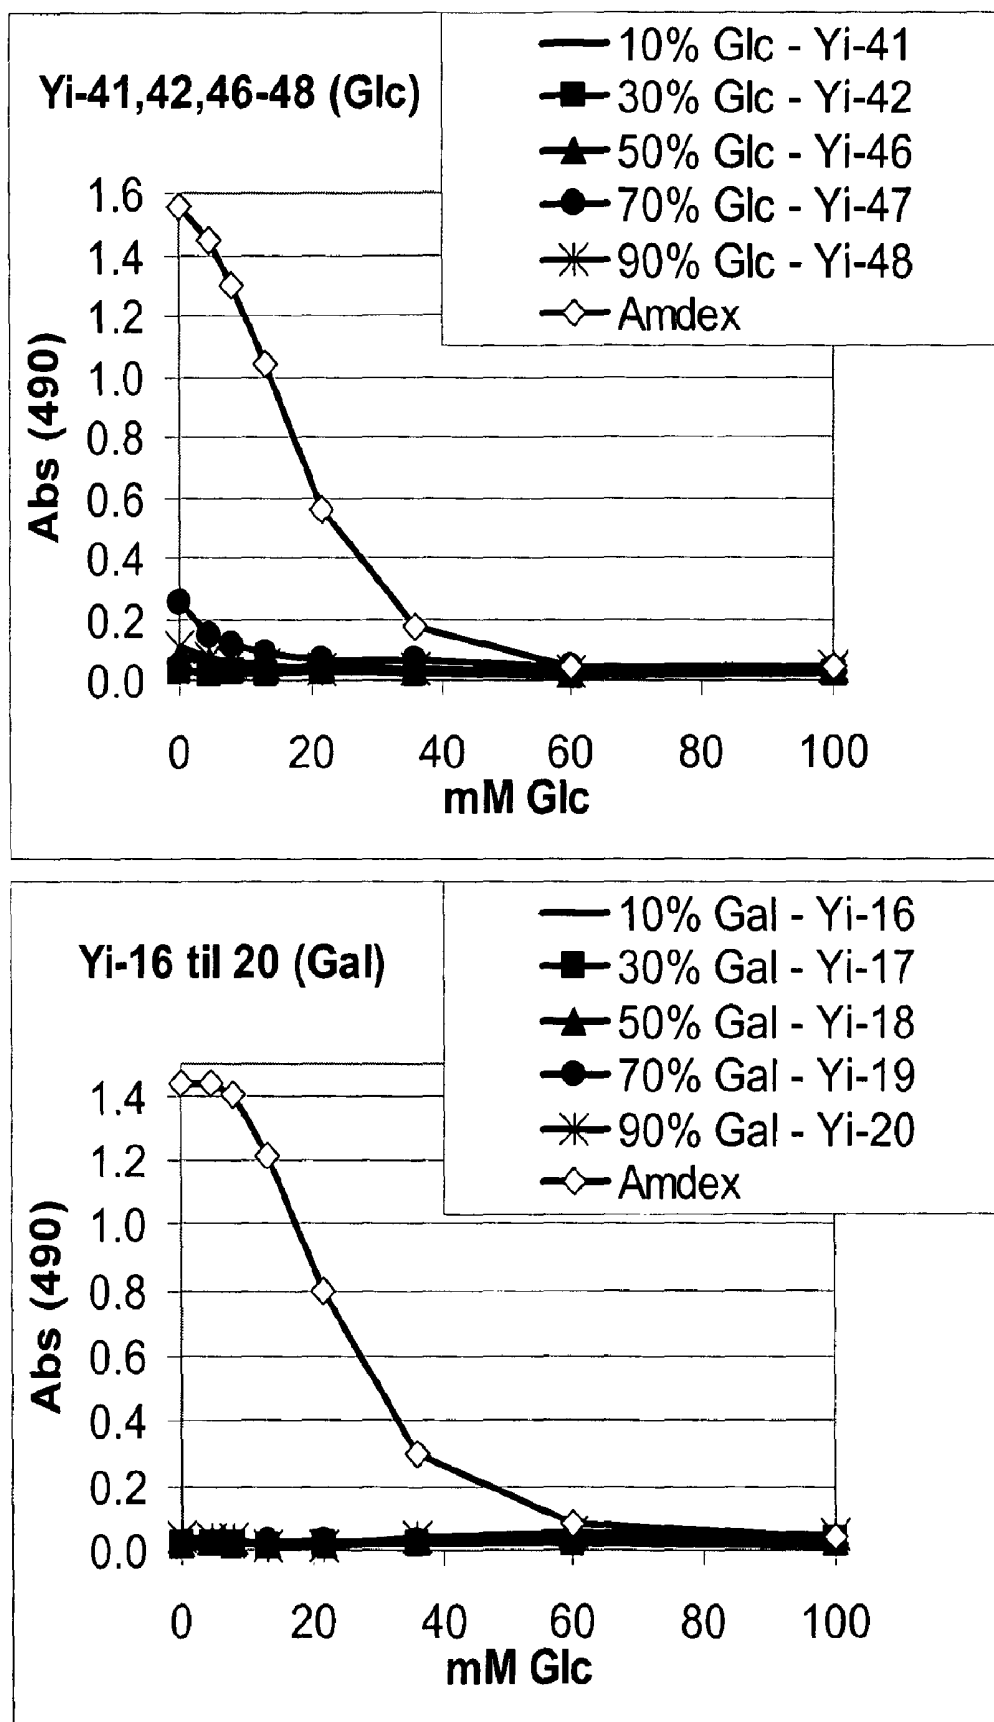 Yi-41,42,46-48 (Glc)
10% Glc - Yi-41
30% Glc - Yi-42
50% Glc - Yi-46
70% Glc - Yi-47
90% Glc - Yi-48
Amdex
Abs (490)
1.6
1.4
1.2
1.0
0.8
0.6
0.4
0.2
0.0
0 20 40 60 80 100
mM Glc
Yi-16 til 20 (Gal)
10% Gal - Yi-16
30% Gal - Yi-17
50% Gal - Yi-18
70% Gal - Yi-19
90% Gal - Yi-20
Amdex
Abs (490)
1.4
1.2
1.0
0.8
0.6
0.4
0.2
0.0
0 20 40 60 80 100
mM Glc